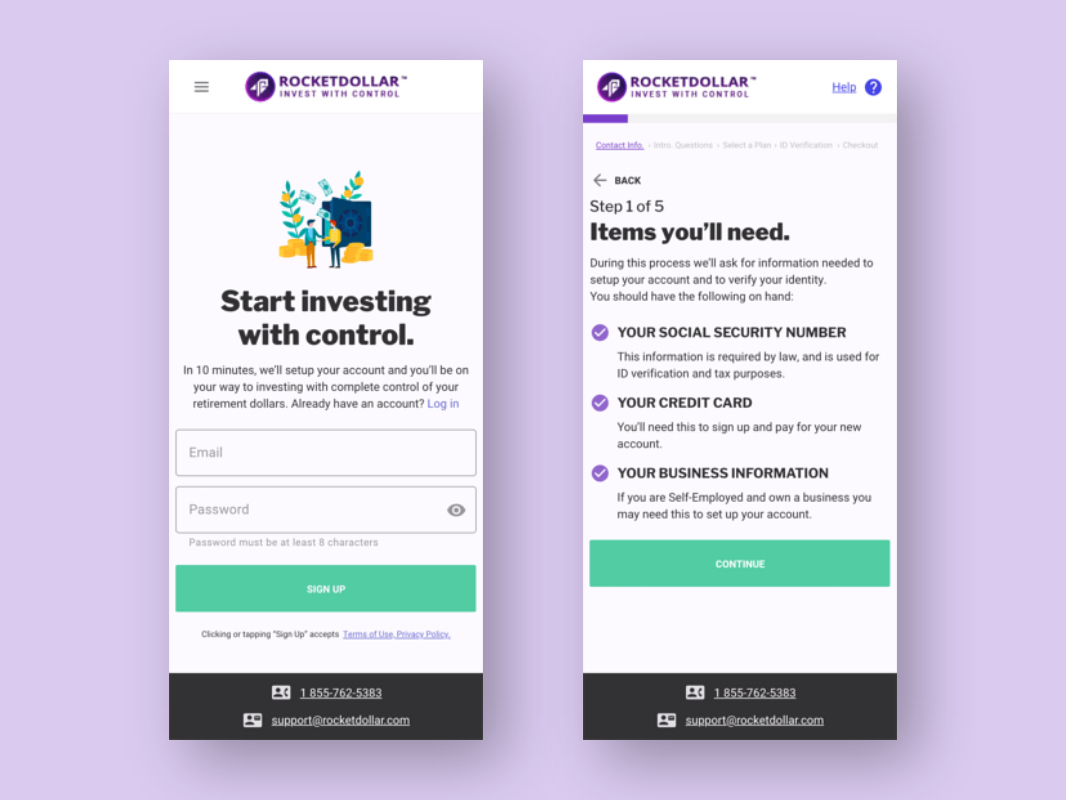 ROCKETDOLLAR™
INVEST WITH CONTROL
Start investing
with control.
In 10 minutes, we'll setup your account and you'll be on
your way to investing with complete control of your
retirement dollars. Already have an account? Log in
Email
Password
Password must be at least 8 characters
SIGN UP
Clicking or tapping "Sign Up" accepts Terms of Use, Privacy Policy.
1 855-762-5383
support@rocketdollar.com
ROCKETDOLLAR™
INVEST WITH CONTROL
Help ?
Contact Info. › Intro. Questions › Select a Plan › ID Verification › Checkout
BACK
Step 1 of 5
Items you'll need.
During this process we'll ask for information needed to
setup your account and to verify your identity.
You should have the following on hand:
YOUR SOCIAL SECURITY NUMBER
This information is required by law, and is used for
ID verification and tax purposes.
YOUR CREDIT CARD
You'll need this to sign up and pay for your new
account.
YOUR BUSINESS INFORMATION
If you are Self-Employed and own a business you
may need this to set up your account.
CONTINUE
1 855-762-5383
support@rocketdollar.com